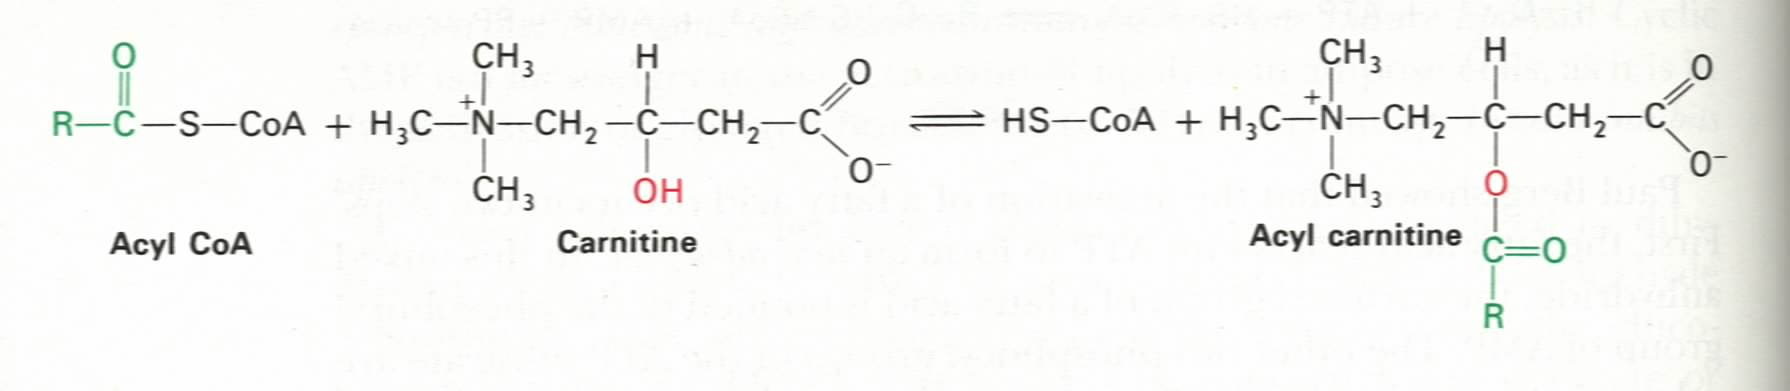 O CH₃ H O CH₃ H O
R—C—S—CoA + H₃C—N⁺—CH₂—C—CH₂—C ⇌ HS—CoA + H₃C—N⁺—CH₂—C—CH₂—C
CH₃ OH O⁻ CH₃ O O⁻
Acyl CoA Carnitine Acyl carnitine C=O
R